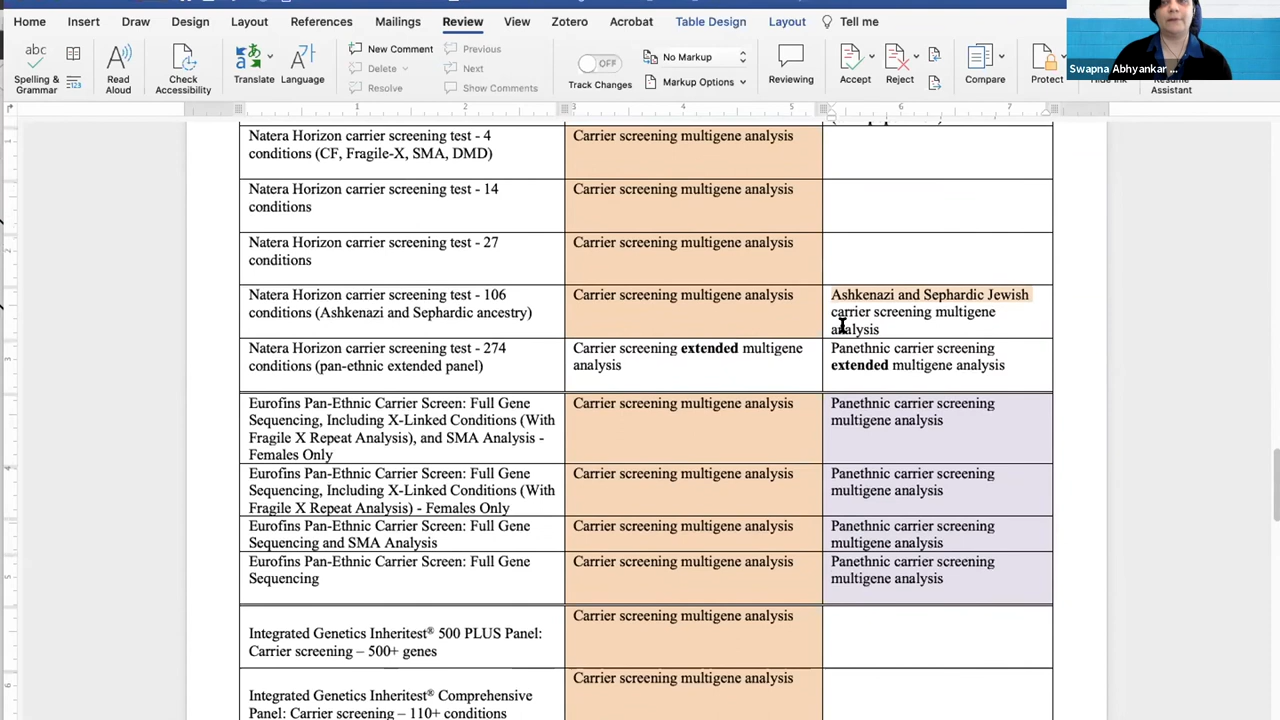 Home Insert Draw Design Layout References Mailings Review View Zotero Acrobat Table Design Layout Tell me
Swapna Abhyankar ...
abc
Spelling & Grammar
Read Aloud
Check Accessibility
Translate
Language
New Comment
Delete
Resolve
Previous
Next
Show Comments
OFF
Track Changes
No Markup
Markup Options
Reviewing
Accept
Reject
Compare
Protect
Resume Assistant
1 2 3 4 5 6 7
Natera Horizon carrier screening test - 4
conditions (CF, Fragile-X, SMA, DMD)
Carrier screening multigene analysis
Natera Horizon carrier screening test - 14
conditions
Carrier screening multigene analysis
Natera Horizon carrier screening test - 27
conditions
Carrier screening multigene analysis
Natera Horizon carrier screening test - 106
conditions (Ashkenazi and Sephardic ancestry)
Carrier screening multigene analysis
Ashkenazi and Sephardic Jewish
carrier screening multigene
analysis
Natera Horizon carrier screening test - 274
conditions (pan-ethnic extended panel)
Carrier screening extended multigene
analysis
Panethnic carrier screening
extended multigene analysis
Eurofins Pan-Ethnic Carrier Screen: Full Gene
Sequencing, Including X-Linked Conditions (With
Fragile X Repeat Analysis), and SMA Analysis -
Females Only
Carrier screening multigene analysis
Panethnic carrier screening
multigene analysis
Eurofins Pan-Ethnic Carrier Screen: Full Gene
Sequencing, Including X-Linked Conditions (With
Fragile X Repeat Analysis) - Females Only
Carrier screening multigene analysis
Panethnic carrier screening
multigene analysis
Eurofins Pan-Ethnic Carrier Screen: Full Gene
Sequencing and SMA Analysis
Carrier screening multigene analysis
Panethnic carrier screening
multigene analysis
Eurofins Pan-Ethnic Carrier Screen: Full Gene
Sequencing
Carrier screening multigene analysis
Panethnic carrier screening
multigene analysis
Integrated Genetics Inheritest® 500 PLUS Panel:
Carrier screening – 500+ genes
Carrier screening multigene analysis
Integrated Genetics Inheritest® Comprehensive
Panel: Carrier screening – 110+ conditions
Carrier screening multigene analysis